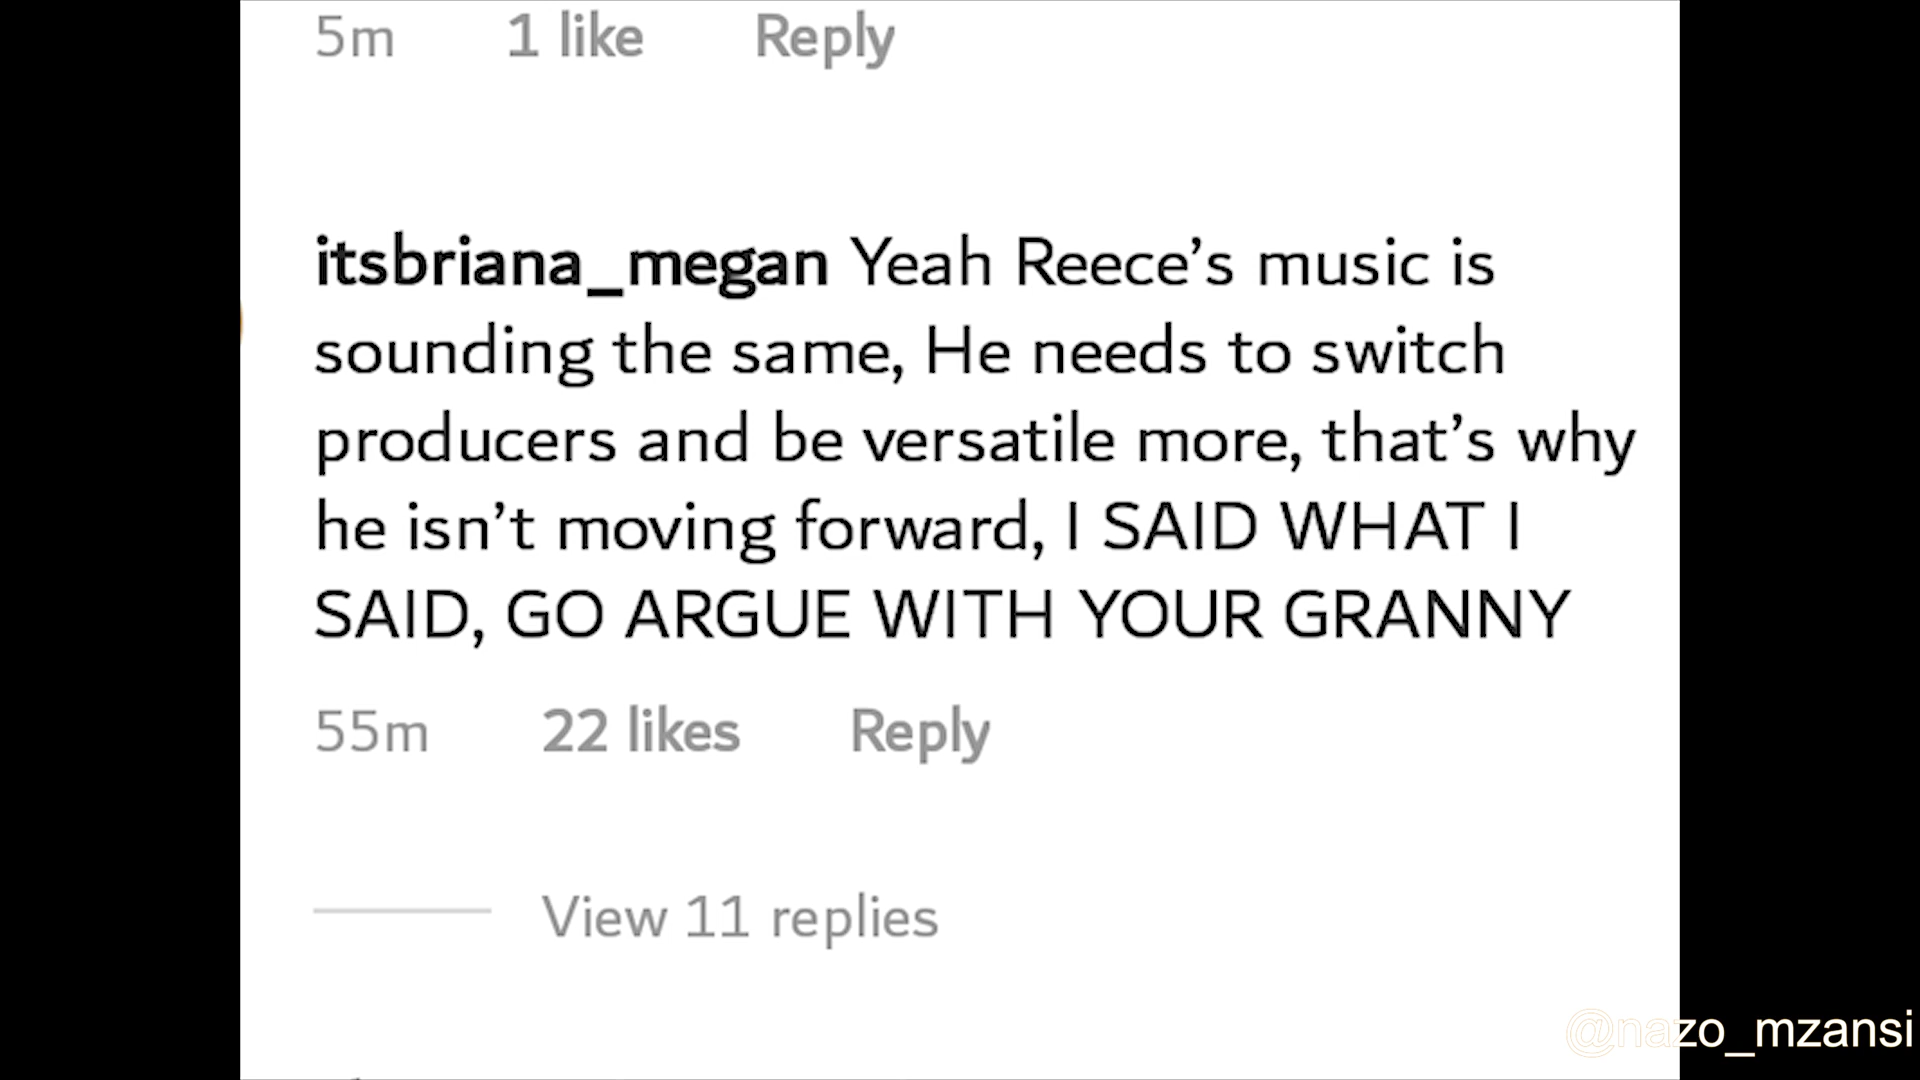 5m 1 like Reply
itsbriana_megan Yeah Reece’s music is
sounding the same, He needs to switch
producers and be versatile more, that’s why
he isn’t moving forward, I SAID WHAT I
SAID, GO ARGUE WITH YOUR GRANNY
55m 22 likes Reply
View 11 replies
@nazo_mzansi